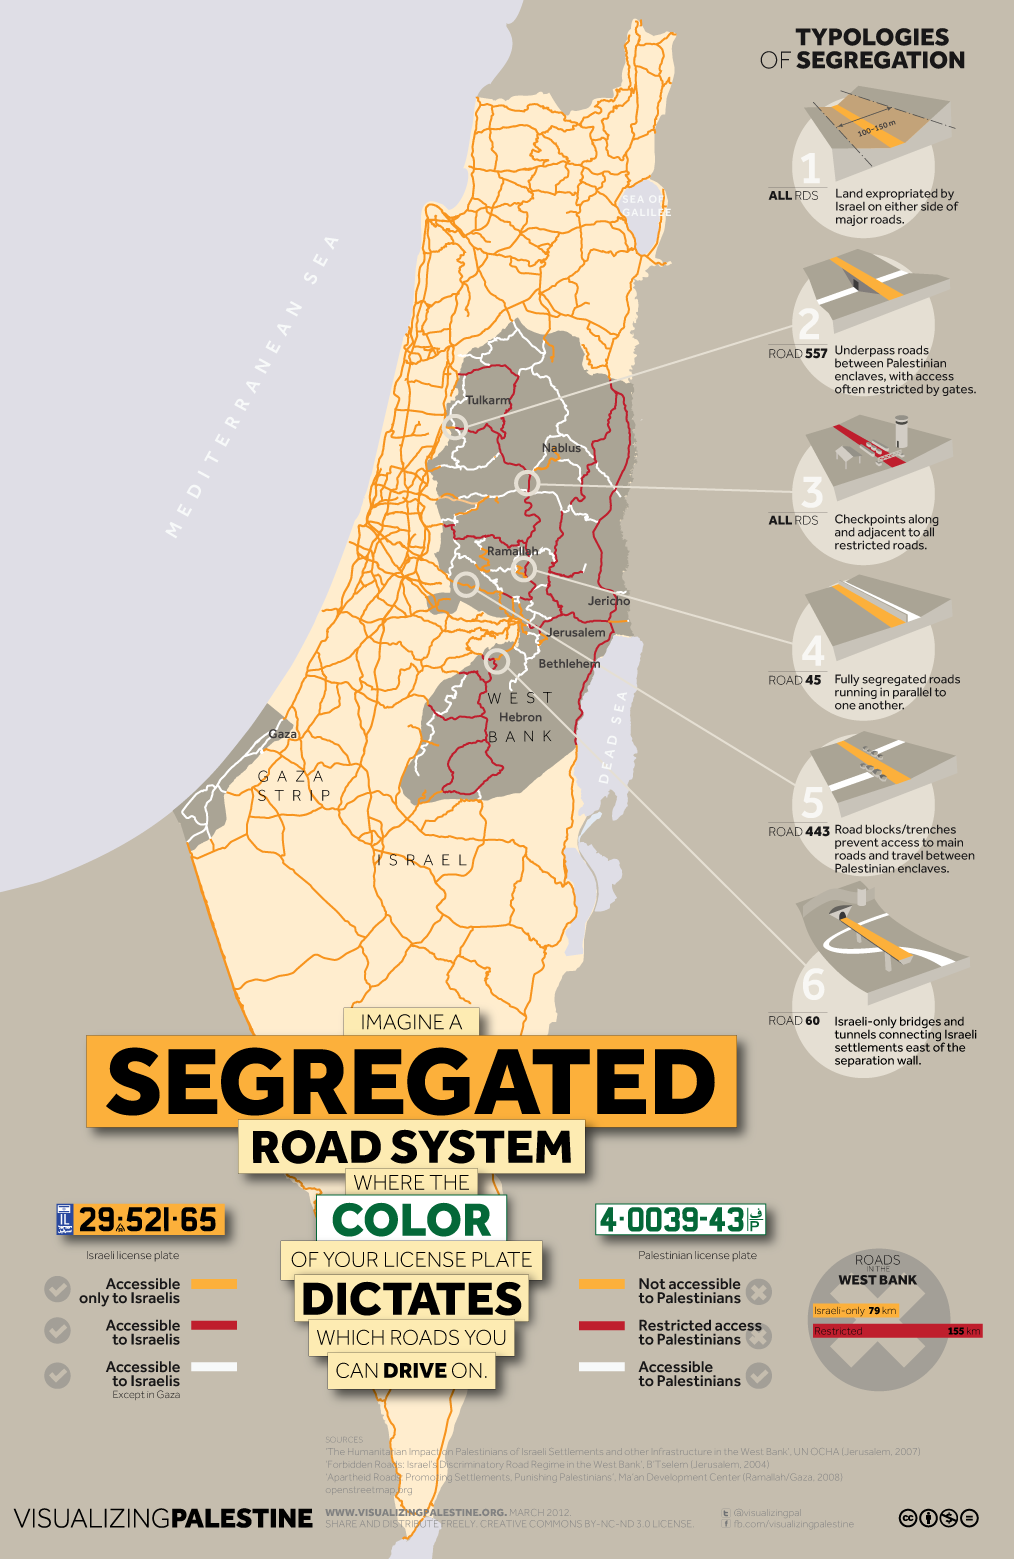 TYPOLOGIES
OF SEGREGATION
100–150 m
1
ALL RDS
Land expropriated by
Israel on either side of
major roads.
2
ROAD 557
Underpass roads
between Palestinian
enclaves, with access
often restricted by gates.
3
ALL RDS
Checkpoints along
and adjacent to all
restricted roads.
4
ROAD 45
Fully segregated roads
running in parallel to
one another.
5
ROAD 443
Road blocks/trenches
prevent access to main
roads and travel between
Palestinian enclaves.
6
ROAD 60
Israeli-only bridges and
tunnels connecting Israeli
settlements east of the
separation wall.
MEDITERRANEAN SEA
SEA OF
GALILEE
Tulkarm
Nablus
Ramallah
Jericho
Jerusalem
Bethlehem
WEST
Hebron
BANK
DEAD SEA
Gaza
GAZA
STRIP
ISRAEL
IMAGINE A
SEGREGATED
ROAD SYSTEM
WHERE THE
COLOR
OF YOUR LICENSE PLATE
DICTATES
WHICH ROADS YOU
CAN DRIVE ON.
IL
29·521·65
Israeli license plate
Accessible
only to Israelis
Accessible
to Israelis
Accessible
to Israelis
Except in Gaza
4·0039-43
Palestinian license plate
Not accessible
to Palestinians
Restricted access
to Palestinians
Accessible
to Palestinians
ROADS
IN THE
WEST BANK
Israeli-only 79 km
Restricted 155 km
SOURCES
'The Humanitarian Impact on Palestinians of Israeli Settlements and other Infrastructure in the West Bank', UN OCHA (Jerusalem, 2007)
'Forbidden Roads: Israel's Discriminatory Road Regime in the West Bank', B'Tselem (Jerusalem, 2004)
'Apartheid Roads: Promoting Settlements, Punishing Palestinians', Ma'an Development Center (Ramallah/Gaza, 2008)
openstreetmap.org
VISUALIZINGPALESTINE
WWW.VISUALIZINGPALESTINE.ORG. MARCH 2012.
SHARE AND DISTRIBUTE FREELY. CREATIVE COMMONS BY–NC–ND 3.0 LICENSE.
@visualizingpal
fb.com/visualizingpalestine
cc